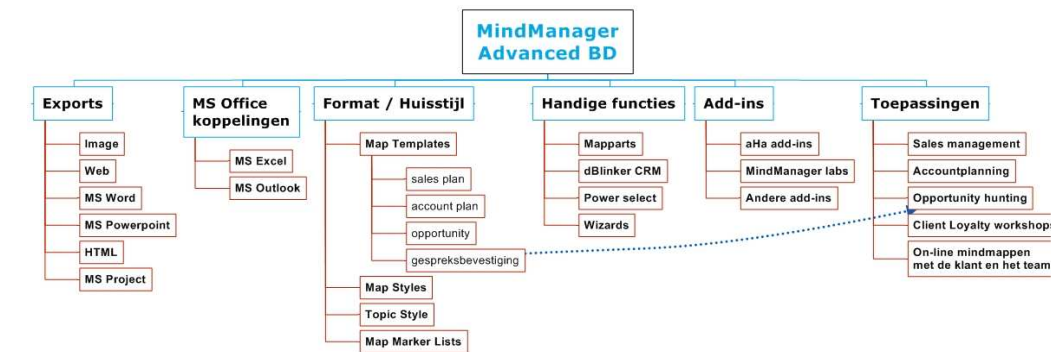 MindManager
Advanced BD
Exports
Image
Web
MS Word
MS Powerpoint
HTML
MS Project
MS Office
koppelingen
MS Excel
MS Outlook
Format / Huisstijl
Map Templates
sales plan
account plan
opportunity
gespreksbevestiging
Map Styles
Topic Style
Map Marker Lists
Handige functies
Mapparts
dBlinker CRM
Power select
Wizards
Add-ins
aHa add-ins
MindManager labs
Andere add-ins
Toepassingen
Sales management
Accountplanning
Opportunity hunting
Client Loyalty workshops
On-line mindmappen
met de klant en het team